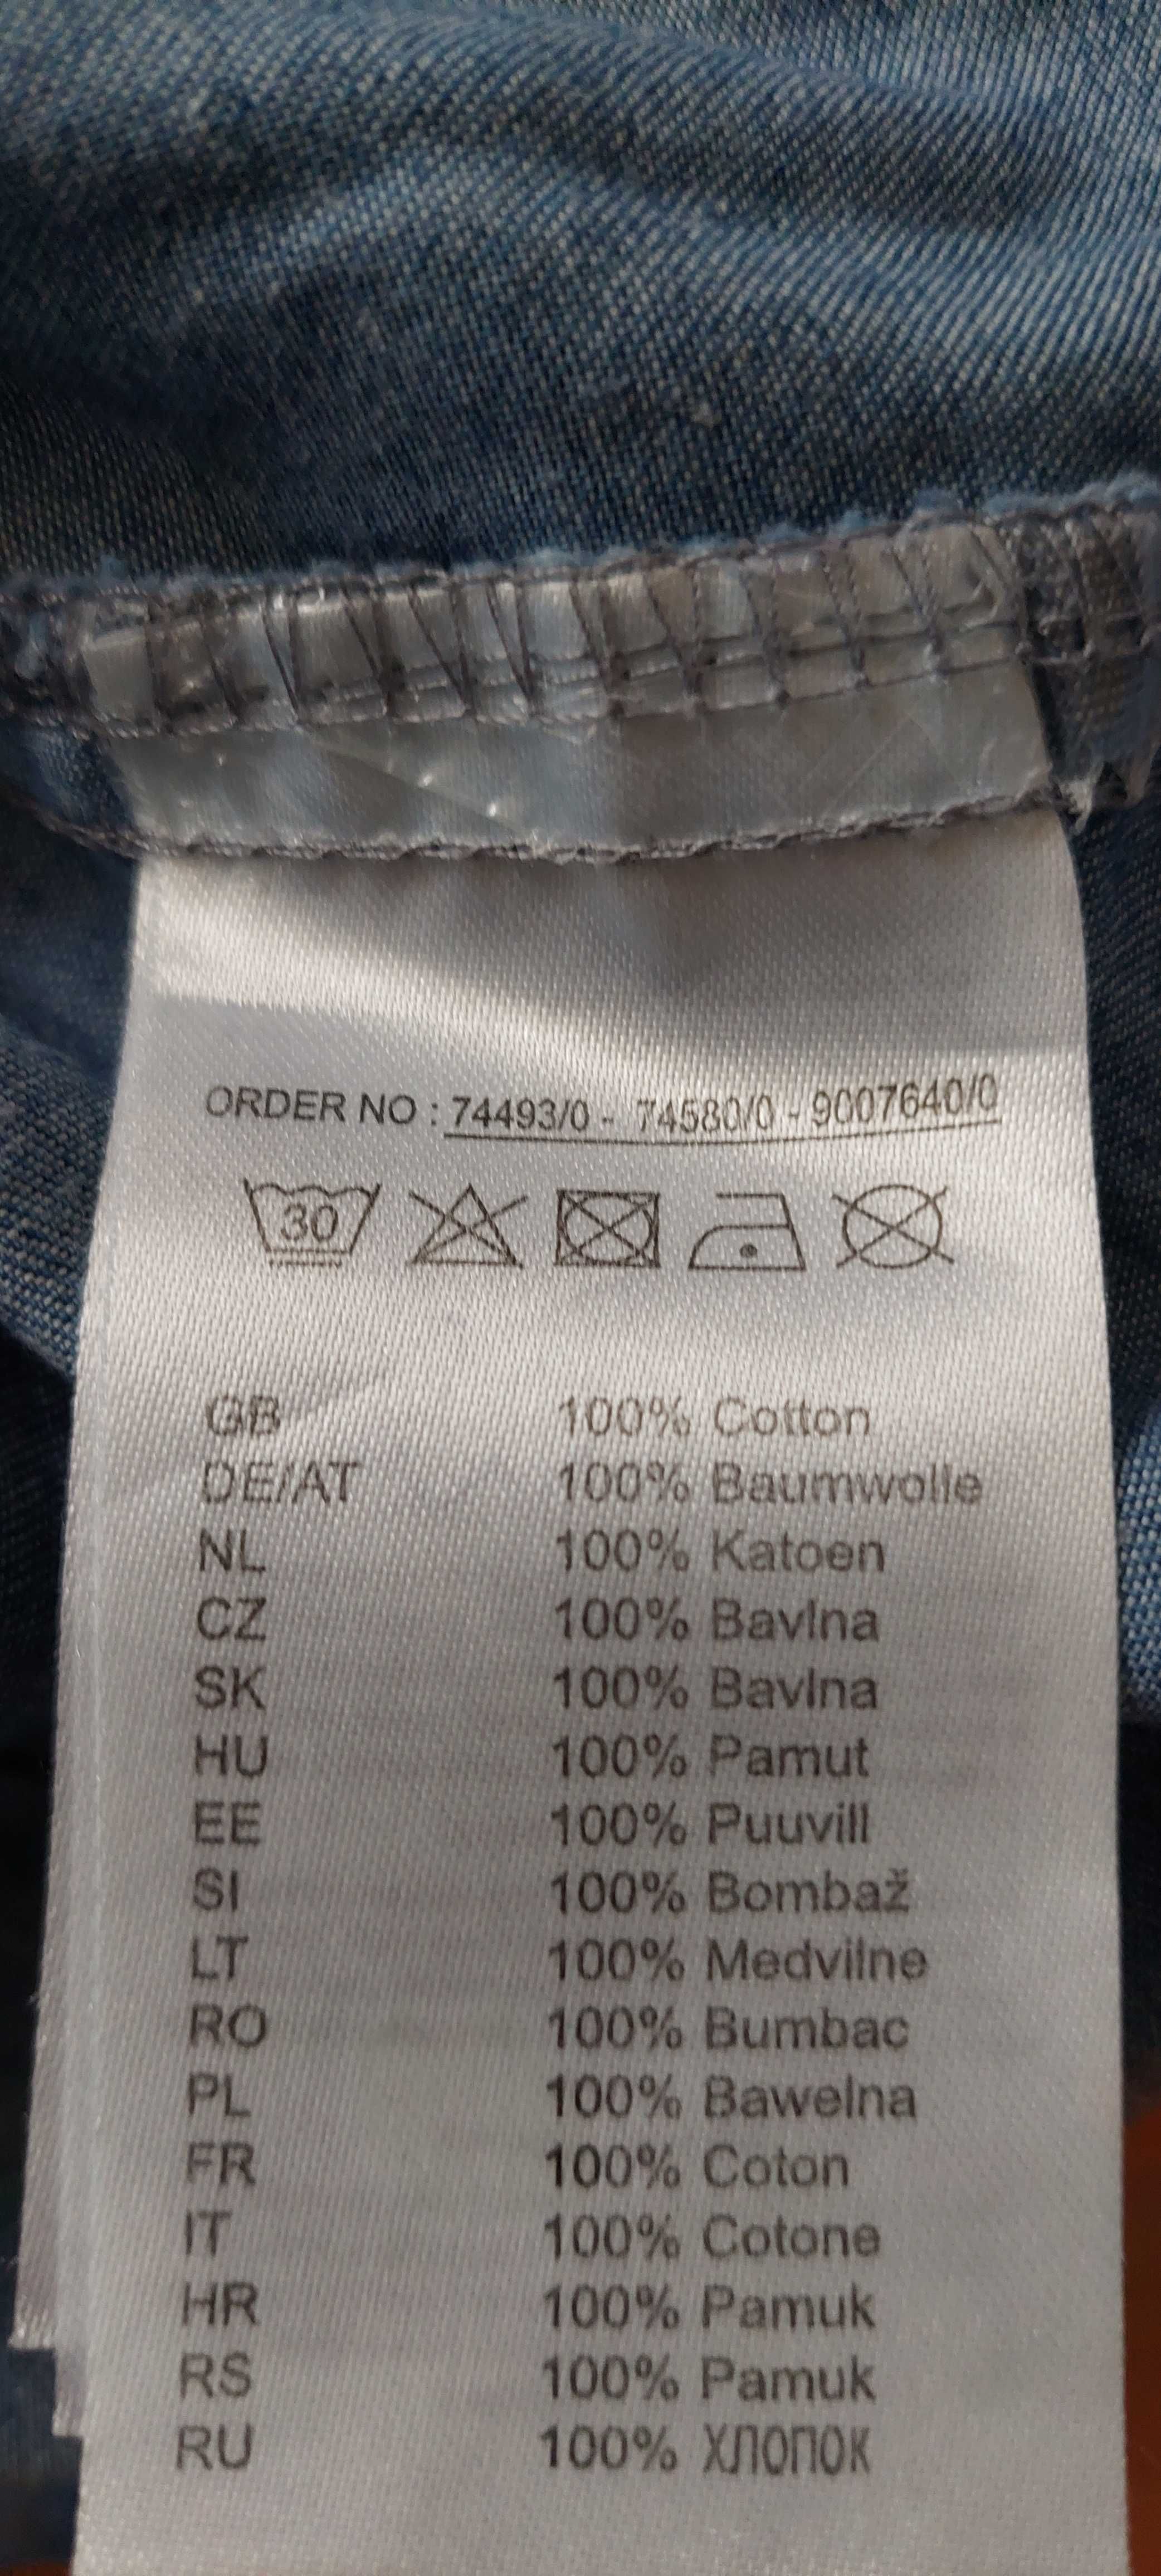 ORDER NO : 74493/0 - 74580/0 - 9007640/0
30
GB 100% Cotton
DE/AT 100% Baumwolle
NL 100% Katoen
CZ 100% Bavlna
SK 100% Bavlna
HU 100% Pamut
EE 100% Puuvill
SI 100% Bombaž
LT 100% Medvilne
RO 100% Bumbac
PL 100% Bawelna
FR 100% Coton
IT 100% Cotone
HR 100% Pamuk
RS 100% Pamuk
RU 100% ХЛОПОК